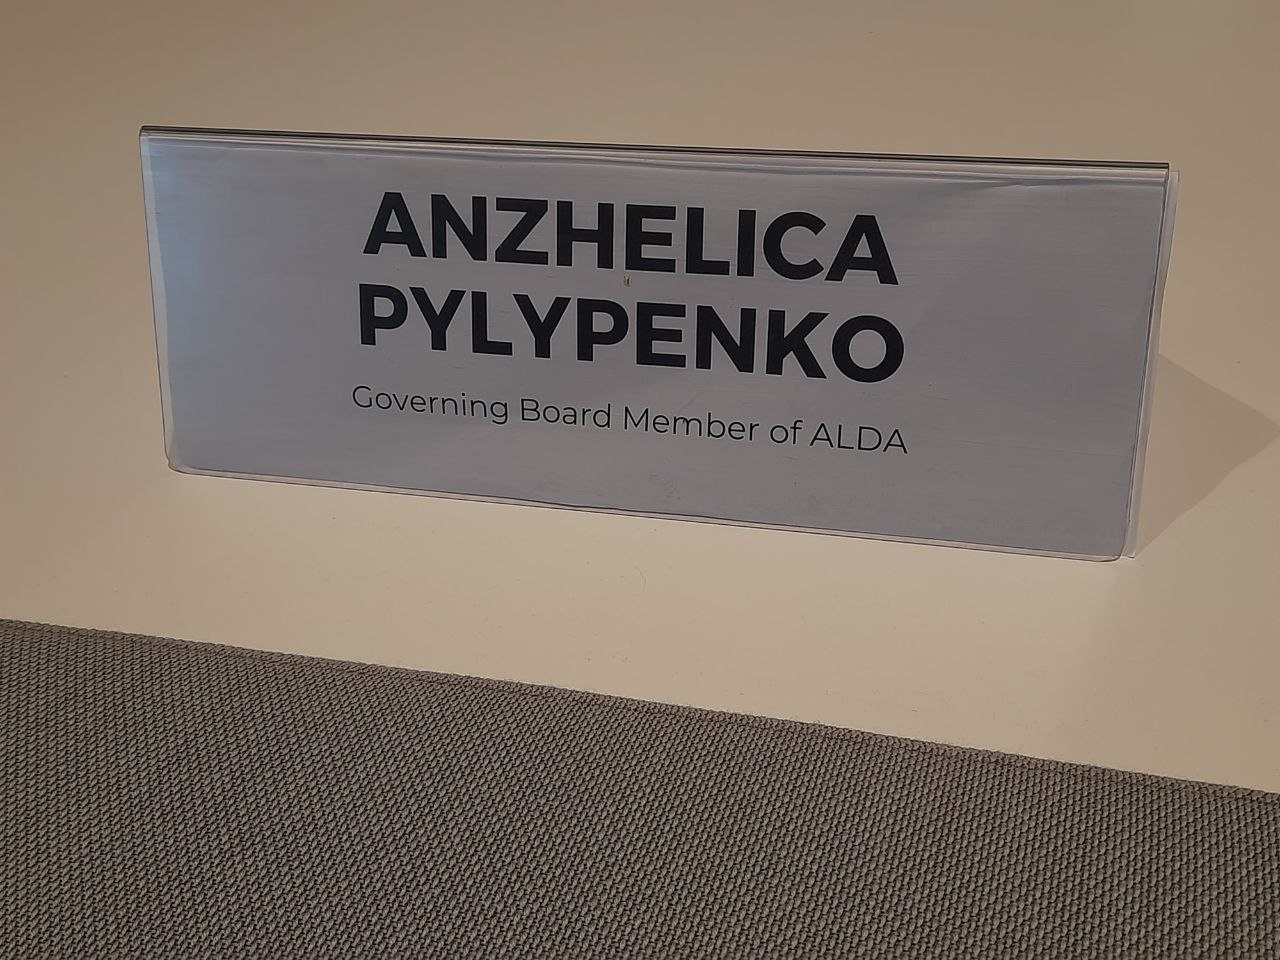 ANZHELICA
PYLYPENKO
Governing Board Member of ALDA